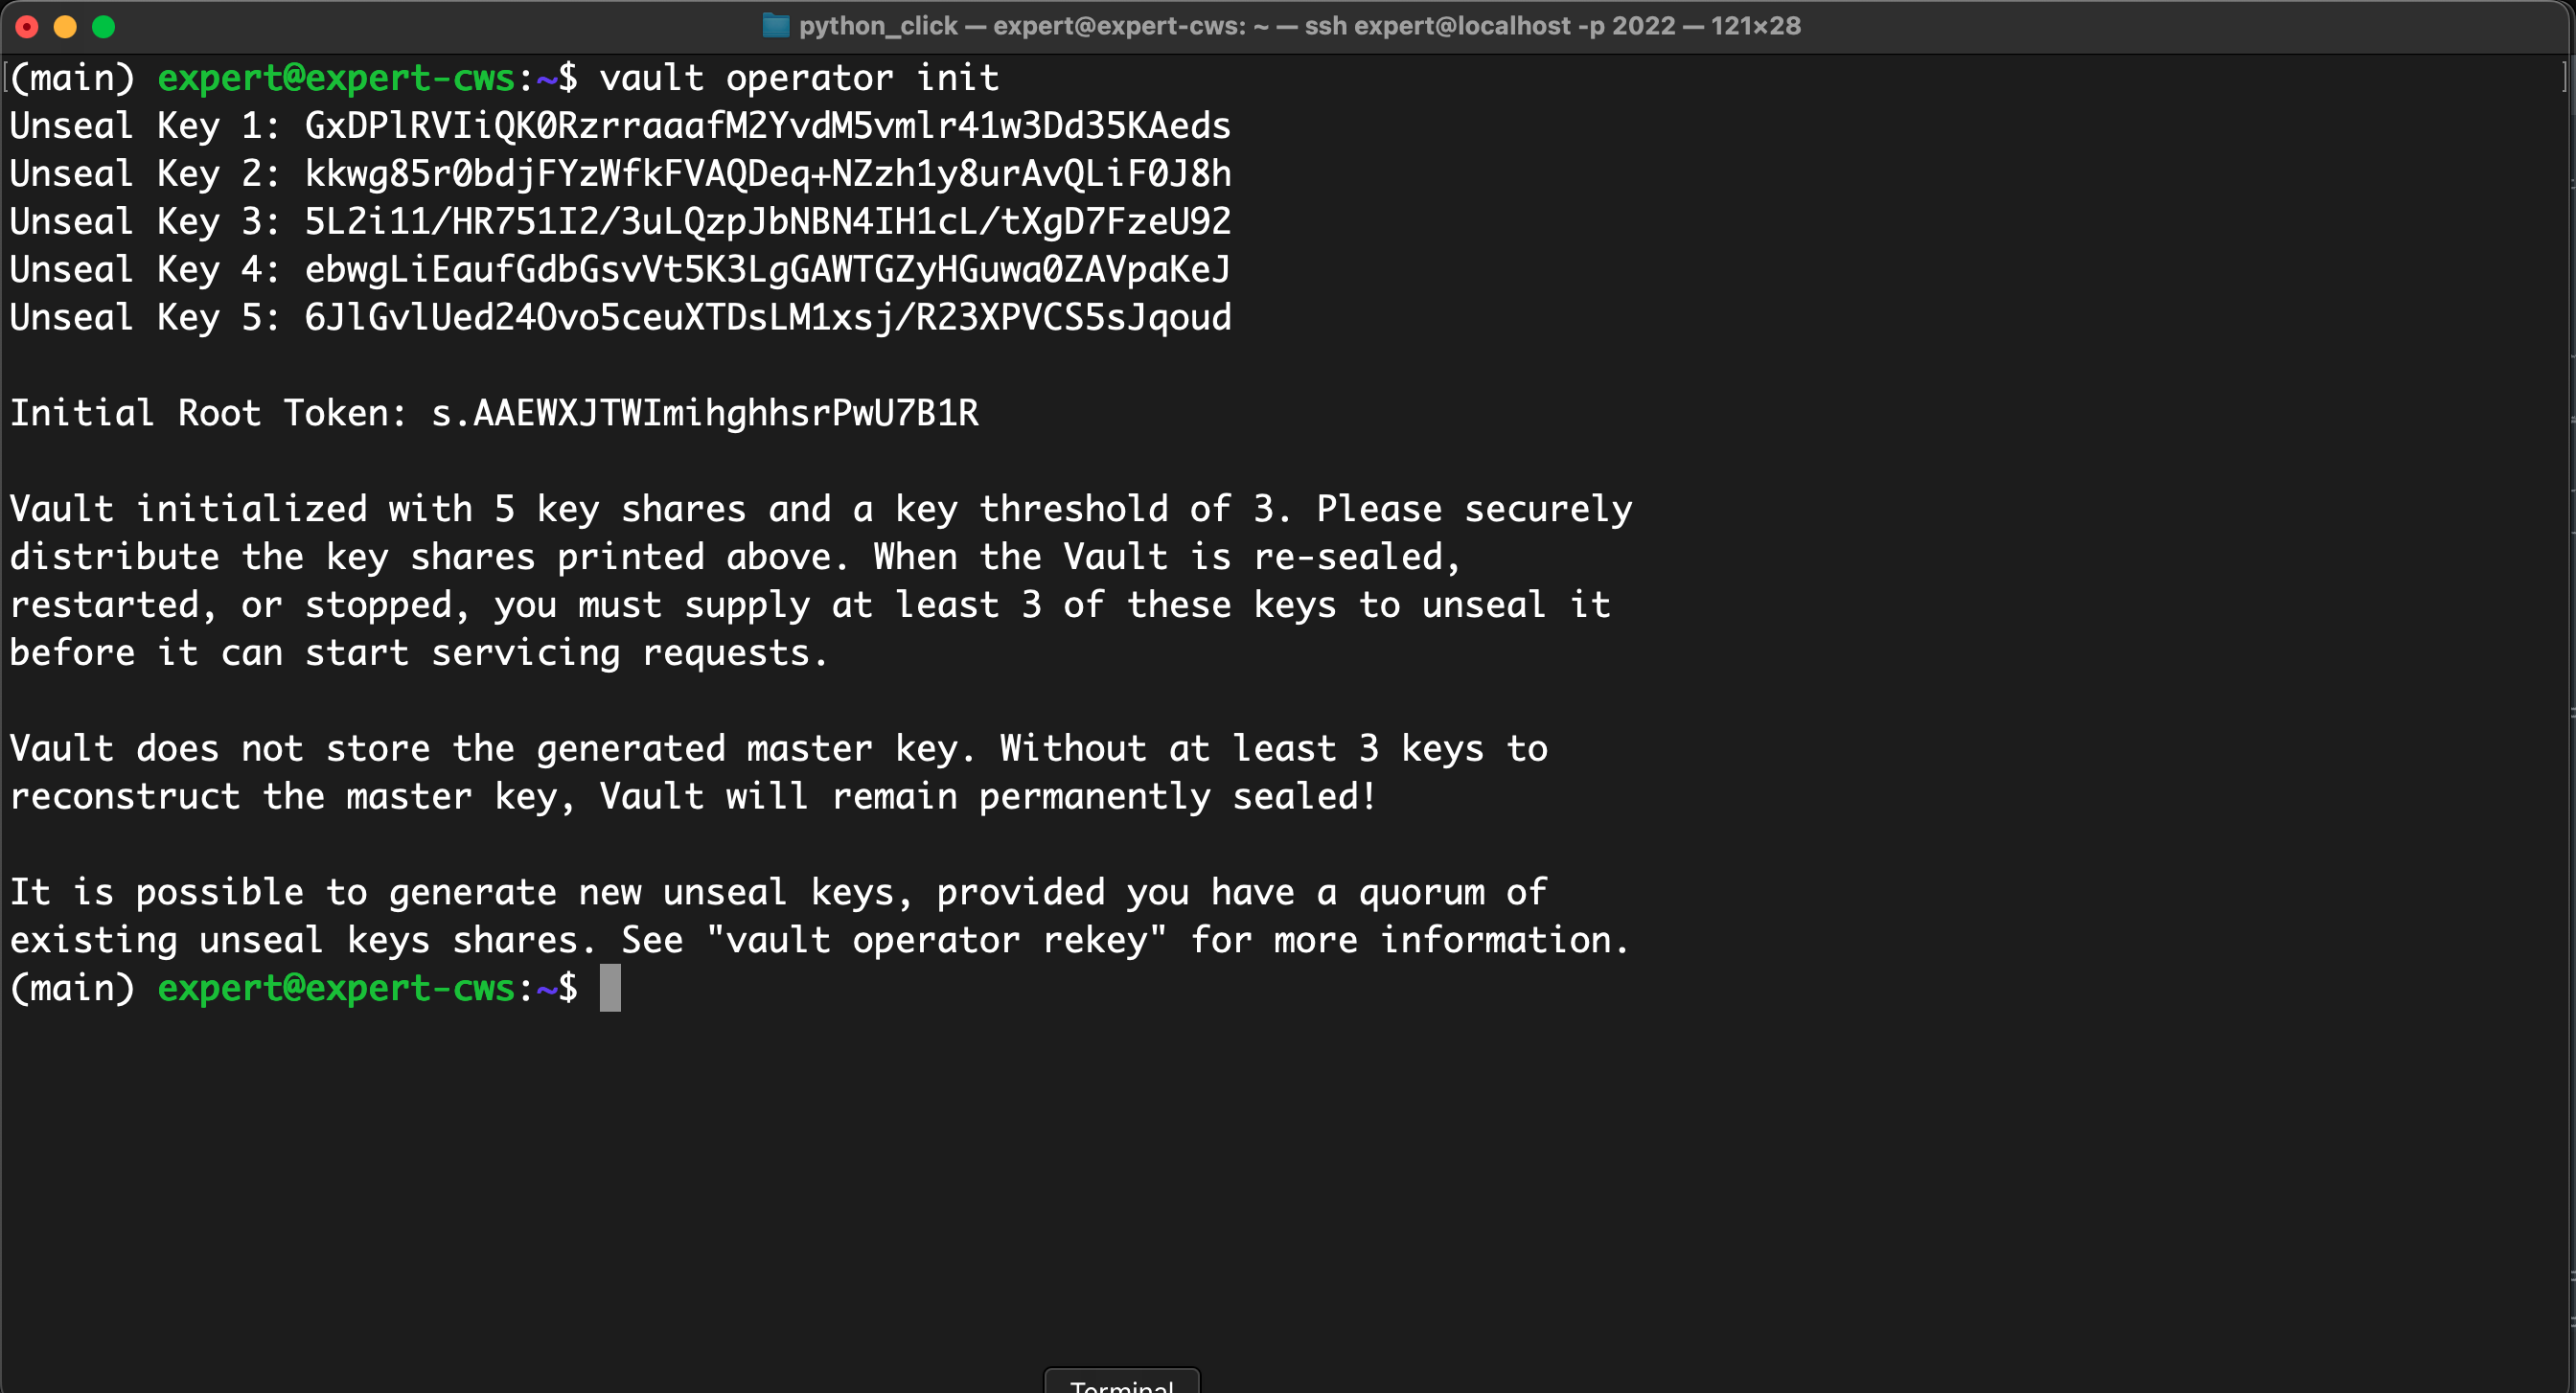 python_click — expert@expert-cws: ~ — ssh expert@localhost -p 2022 — 121×28
(main) expert@expert-cws:~$ vault operator init
Unseal Key 1: GxDPlRVIiQK0RzrraaafM2YvdM5vmlr41w3Dd35KAeds
Unseal Key 2: kkwg85r0bdjFYzWfkFVAQDeq+NZzh1y8urAvQLiF0J8h
Unseal Key 3: 5L2i11/HR751I2/3uLQzpJbNBN4IH1cL/tXgD7FzeU92
Unseal Key 4: ebwgLiEaufGdbGsvVt5K3LgGAWTGZyHGuwa0ZAVpaKeJ
Unseal Key 5: 6JlGvlUed24Ovo5ceuXTDsLM1xsj/R23XPVCS5sJqoud
Initial Root Token: s.AAEWXJTWImihghhsrPwU7B1R
Vault initialized with 5 key shares and a key threshold of 3. Please securely
distribute the key shares printed above. When the Vault is re-sealed,
restarted, or stopped, you must supply at least 3 of these keys to unseal it
before it can start servicing requests.
Vault does not store the generated master key. Without at least 3 keys to
reconstruct the master key, Vault will remain permanently sealed!
It is possible to generate new unseal keys, provided you have a quorum of
existing unseal keys shares. See "vault operator rekey" for more information.
(main) expert@expert-cws:~$
Terminal